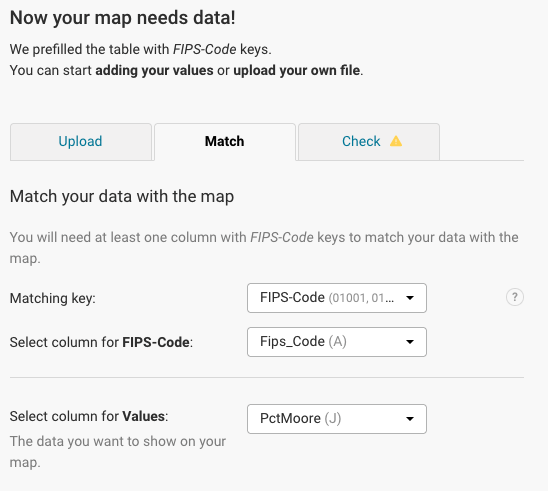 Now your map needs data!
We prefilled the table with FIPS-Code keys.
You can start adding your values or upload your own file.
Upload
Match
Check
Match your data with the map
You will need at least one column with FIPS-Code keys to match your data with the
map.
Matching key:
FIPS-Code (01001, 01...
?
Select column for FIPS-Code:
Fips_Code (A)
Select column for Values:
PctMoore (J)
The data you want to show on your
map.